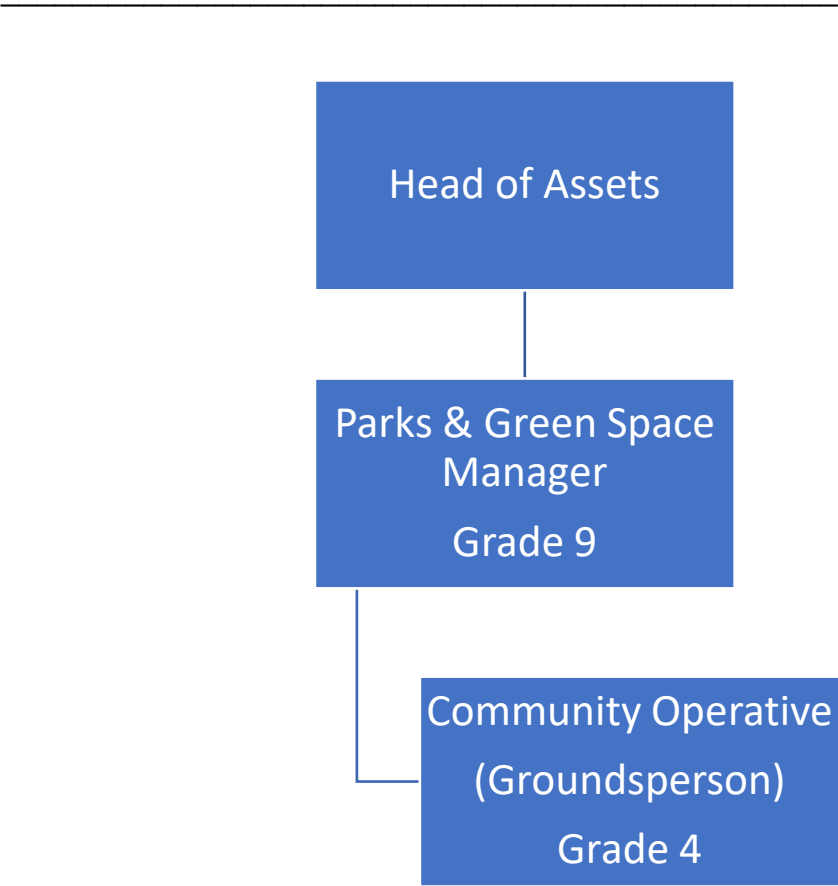 Head of Assets
Parks & Green Space
Manager
Grade 9
Community Operative
(Groundsperson)
Grade 4